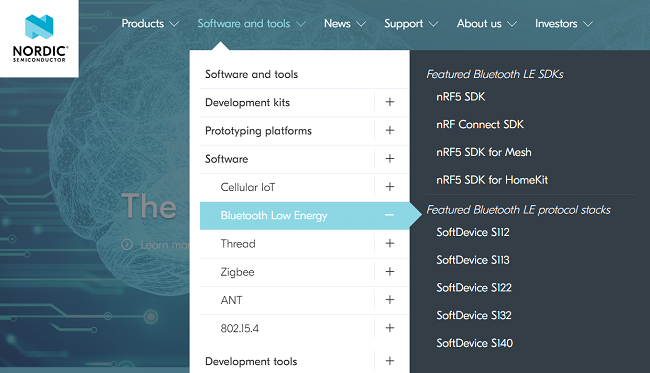 NORDIC®
SEMICONDUCTOR
Products Software and tools News Support About us Investors
The
Learn mor
Software and tools
Development kits
Prototyping platforms
Software
Cellular IoT
Bluetooth Low Energy
Thread
Zigbee
ANT
802.15.4
Development tools
Featured Bluetooth LE SDKs
nRF5 SDK
nRF Connect SDK
nRF5 SDK for Mesh
nRF5 SDK for HomeKit
Featured Bluetooth LE protocol stacks
SoftDevice S112
SoftDevice S113
SoftDevice S122
SoftDevice S132
SoftDevice S140